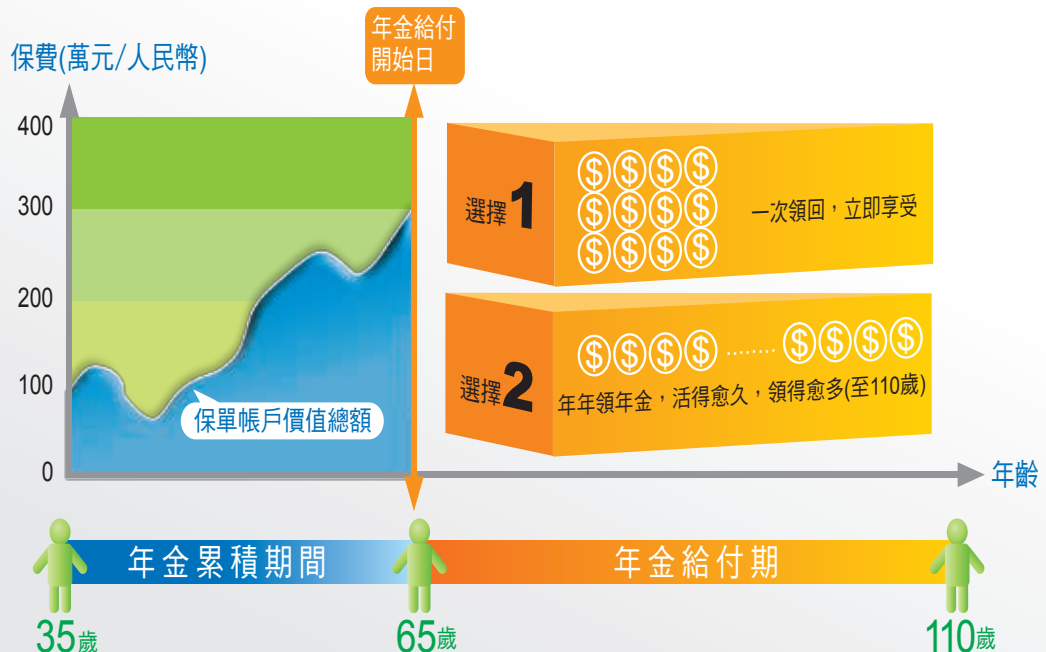 年金給付
開始日
保費(萬元/人民幣)
400
300
200
100
0
保單帳戶價值總額
選擇1
一次領回，立即享受
選擇2
年年領年金，活得愈久，領得愈多(至110歲)
年齡
年金累積期間
年金給付期
35歲
65歲
110歲